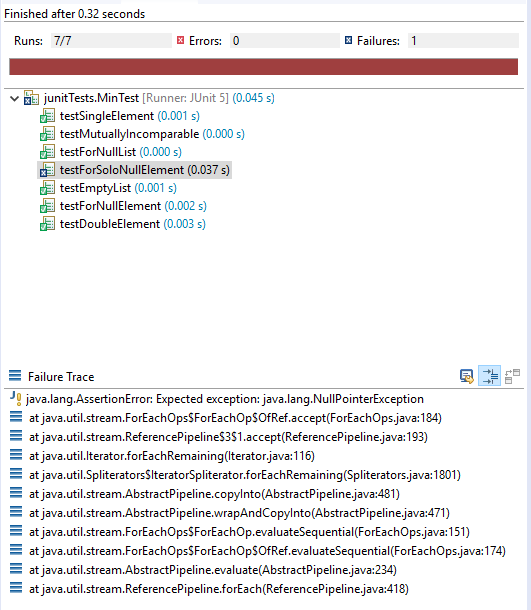 Finished after 0.32 seconds
Runs: 7/7 Errors: 0 Failures: 1
junitTests.MinTest [Runner: JUnit 5] (0.045 s)
testSingleElement (0.001 s)
testMutuallyIncomparable (0.000 s)
testForNullList (0.000 s)
testForSoloNullElement (0.037 s)
testEmptyList (0.001 s)
testForNullElement (0.002 s)
testDoubleElement (0.003 s)
Failure Trace
java.lang.AssertionError: Expected exception: java.lang.NullPointerException
at java.util.stream.ForEachOps$ForEachOp$OfRef.accept(ForEachOps.java:184)
at java.util.stream.ReferencePipeline$3$1.accept(ReferencePipeline.java:193)
at java.util.Iterator.forEachRemaining(Iterator.java:116)
at java.util.Spliterators$IteratorSpliterator.forEachRemaining(Spliterators.java:1801)
at java.util.stream.AbstractPipeline.copyInto(AbstractPipeline.java:481)
at java.util.stream.AbstractPipeline.wrapAndCopyInto(AbstractPipeline.java:471)
at java.util.stream.ForEachOps$ForEachOp.evaluateSequential(ForEachOps.java:151)
at java.util.stream.ForEachOps$ForEachOp$OfRef.evaluateSequential(ForEachOps.java:174)
at java.util.stream.AbstractPipeline.evaluate(AbstractPipeline.java:234)
at java.util.stream.ReferencePipeline.forEach(ReferencePipeline.java:418)